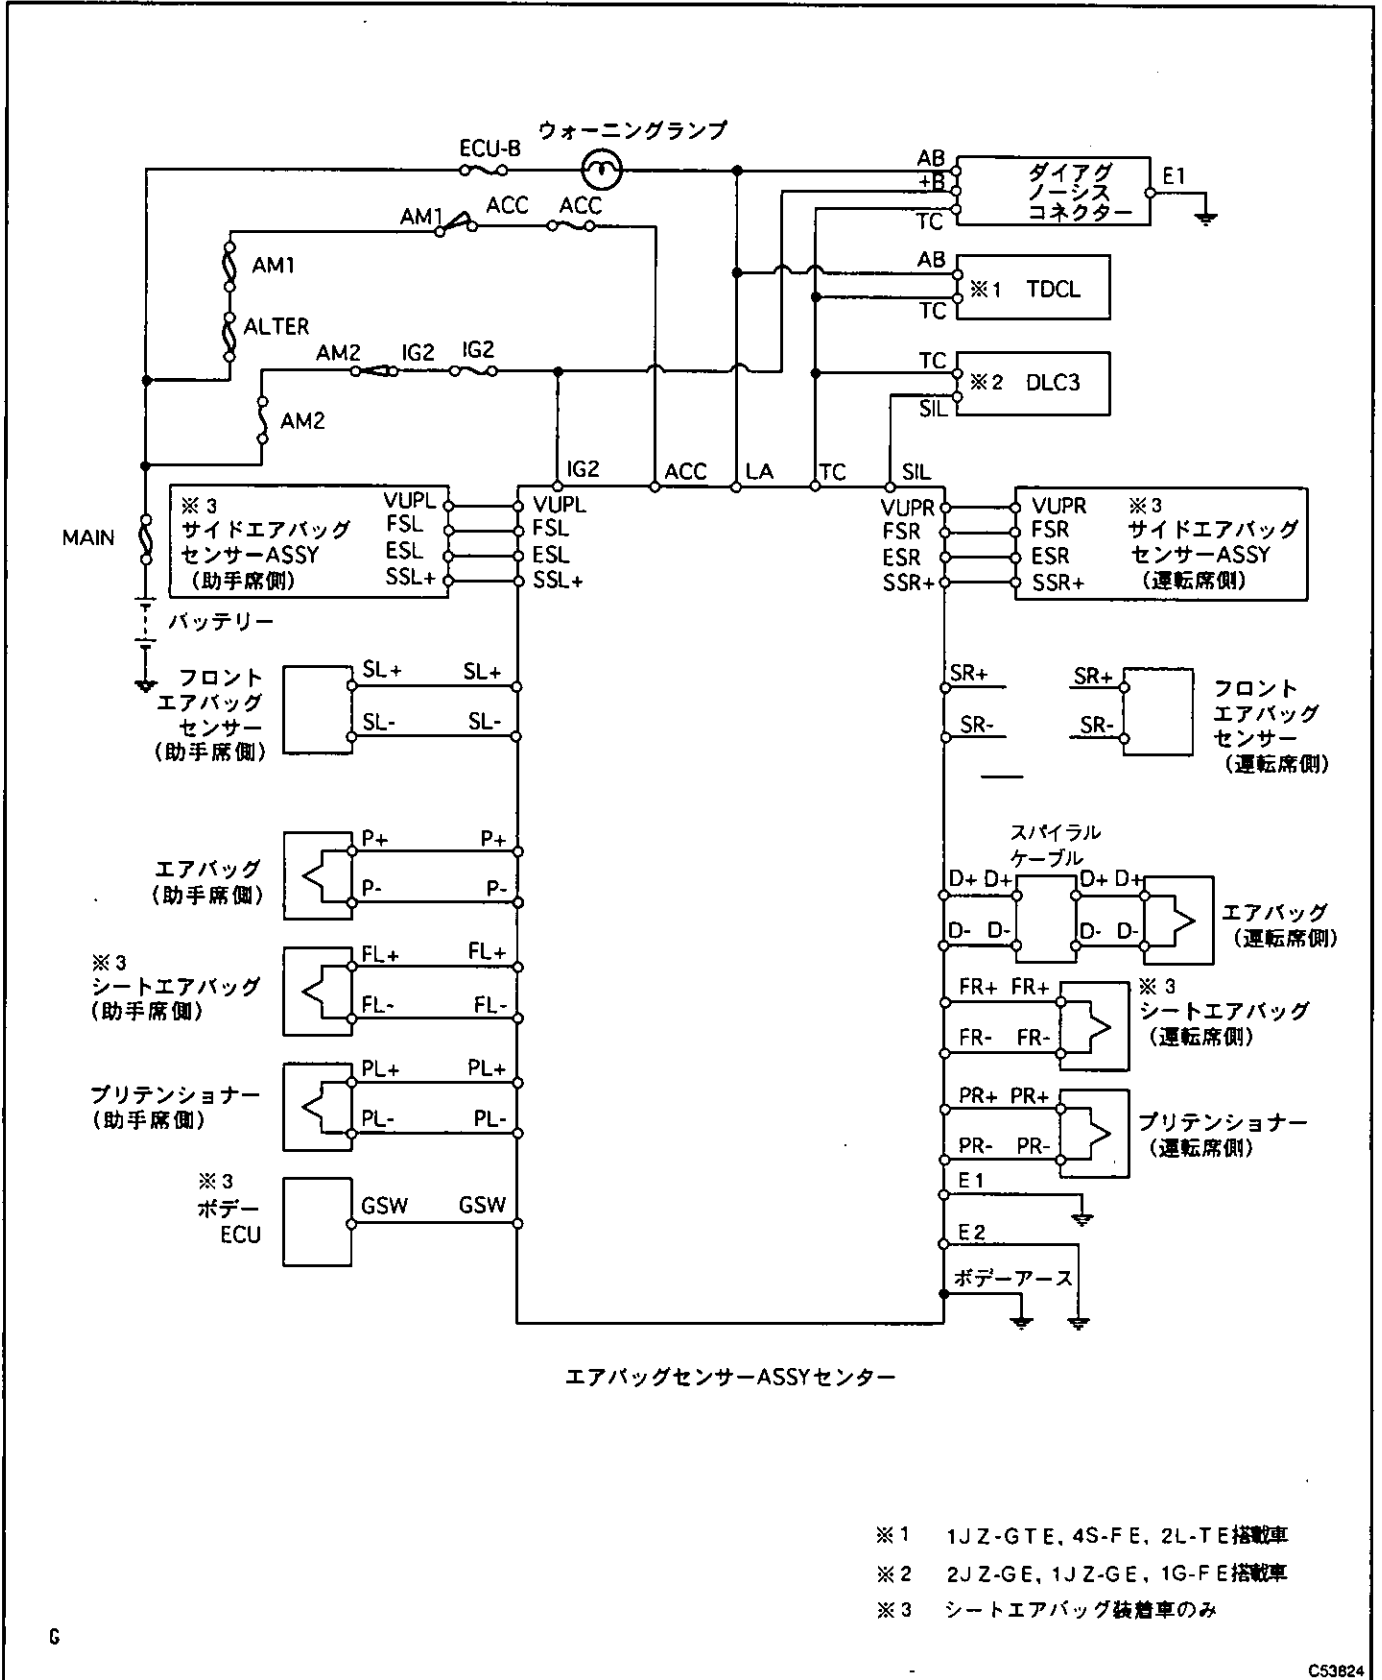 ウォーニングランプ
ECU-B
AB
+B
TC
ダイアグ
ノーシス
コネクター
E1
AM1
ACC
ACC
AM1
ALTER
AB
TC
※1 TDCL
AM2
IG2
IG2
AM2
TC
SIL
※2 DLC3
IG2
ACC
LA
TC
SIL
MAIN
※3
サイドエアバッグ
センサーASSY
(助手席側)
VUPL
FSL
ESL
SSL+
VUPL
FSL
ESL
SSL+
VUPR
FSR
ESR
SSR+
VUPR
FSR
ESR
SSR+
※3
サイドエアバッグ
センサーASSY
(運転席側)
バッテリー
フロント
エアバッグ
センサー
(助手席側)
SL+ SL+
SL- SL-
SR+ SR+
SR- SR-
フロント
エアバッグ
センサー
(運転席側)
エアバッグ
(助手席側)
P+ P+
P- P-
スパイラル
ケーブル
D+ D+ D+ D+
D- D- D- D-
エアバッグ
(運転席側)
※3
シートエアバッグ
(助手席側)
FL+ FL+
FL- FL-
FR+ FR+
FR- FR-
※3
シートエアバッグ
(運転席側)
プリテンショナー
(助手席側)
PL+ PL+
PL- PL-
PR+ PR+
PR- PR-
プリテンショナー
(運転席側)
※3
ボデー
ECU
GSW GSW
E1
E2
ボデーアース
エアバッグセンサーASSYセンター
※1 1JZ-GTE, 4S-FE, 2L-TE搭載車
※2 2JZ-GE, 1JZ-GE, 1G-FE搭載車
※3 シートエアバッグ装着車のみ
G
C53824